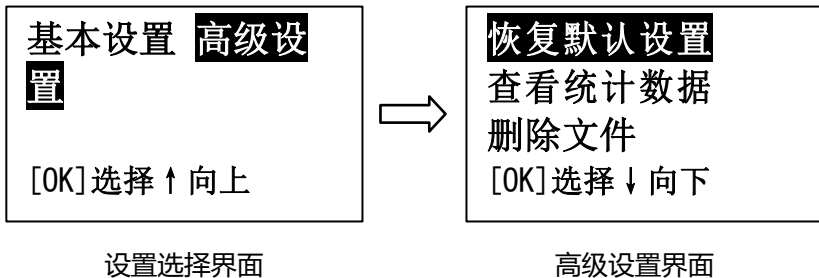 基本设置 高级设
置
[OK]选择↑向上
设置选择界面
恢复默认设置
查看统计数据
删除文件
[OK]选择↓向下
高级设置界面